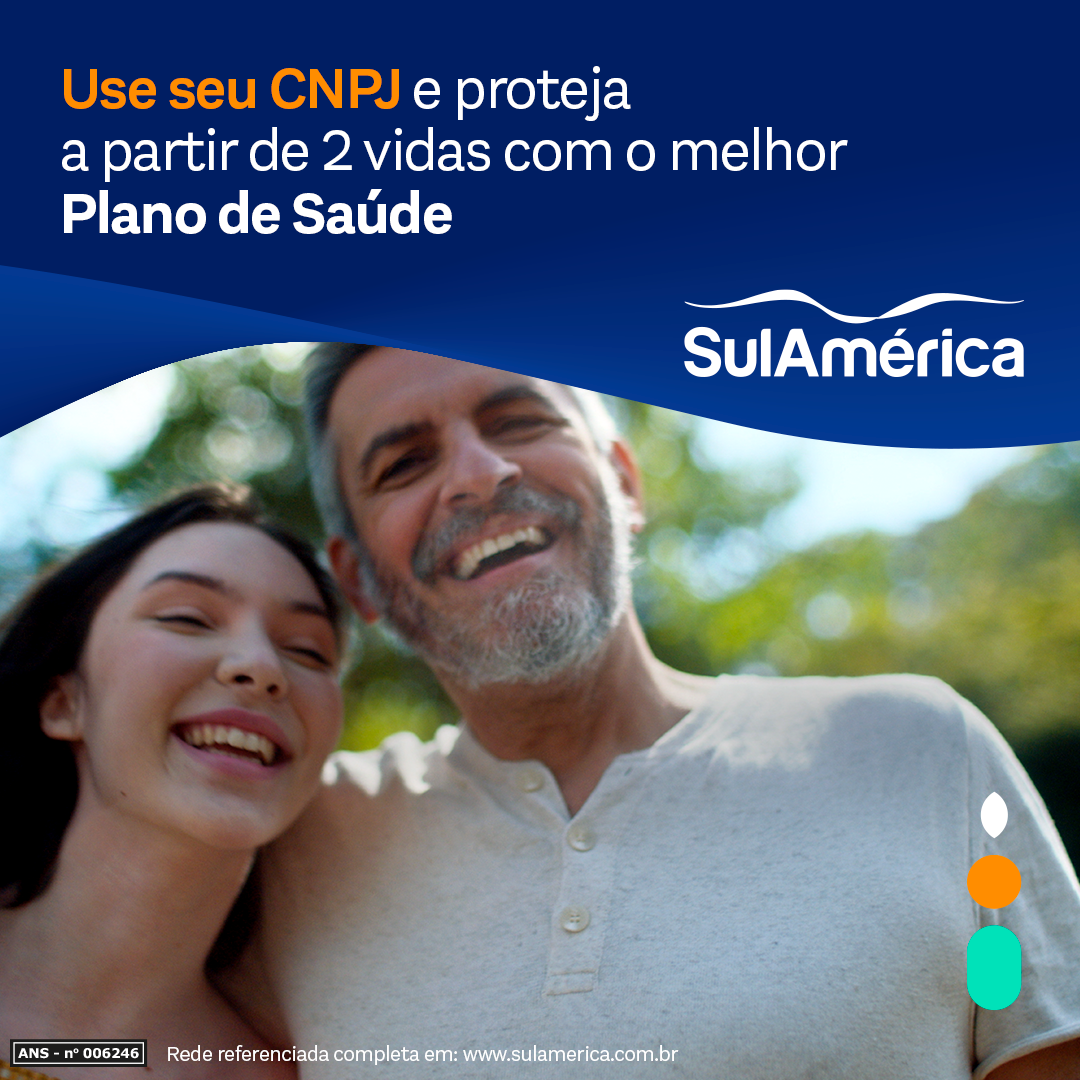 Use seu CNPJ e proteja
a partir de 2 vidas com o melhor
Plano de Saúde
SulAmérica
ANS - nº 006246
Rede referenciada completa em: www.sulamerica.com.br